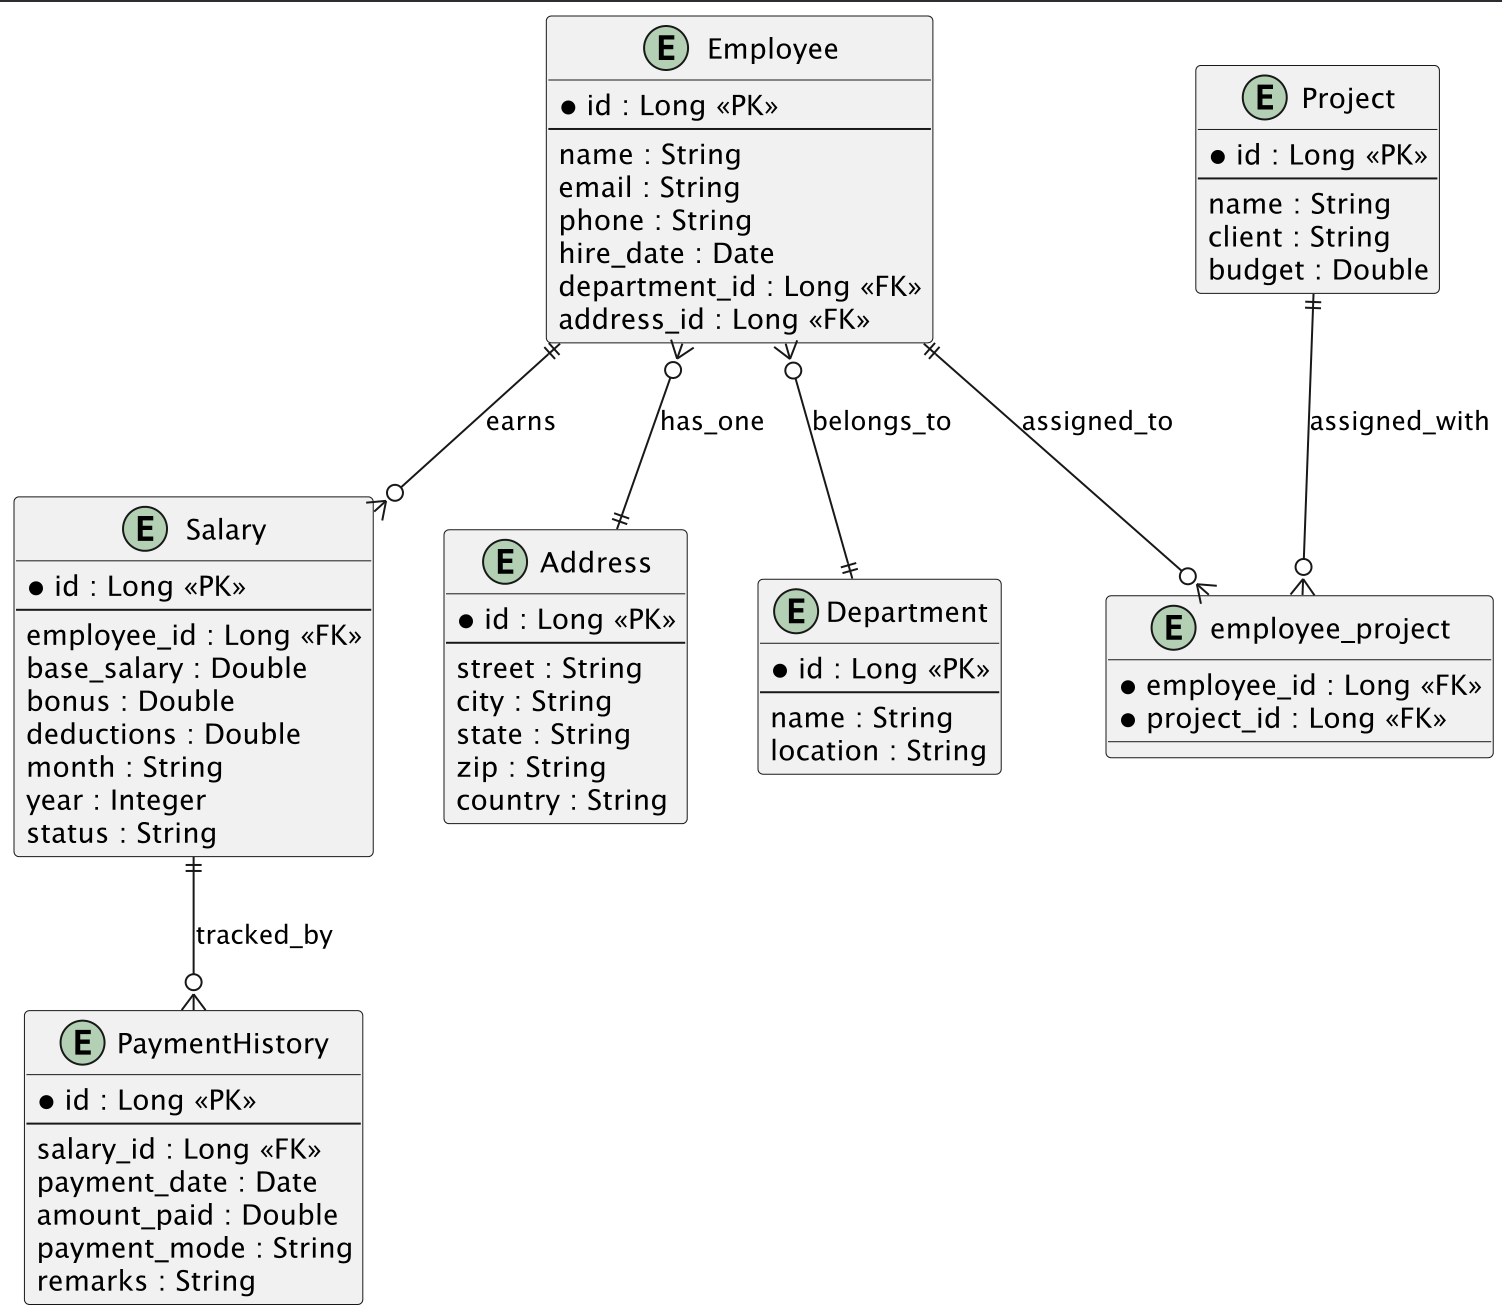 E Employee
id : Long «PK»
name : String
email : String
phone : String
hire_date : Date
department_id : Long «FK»
address_id : Long «FK»
E Project
id : Long «PK»
name : String
client : String
budget : Double
earns
has_one
belongs_to
assigned_to
assigned_with
E Salary
id : Long «PK»
employee_id : Long «FK»
base_salary : Double
bonus : Double
deductions : Double
month : String
year : Integer
status : String
E Address
id : Long «PK»
street : String
city : String
state : String
zip : String
country : String
E Department
id : Long «PK»
name : String
location : String
E employee_project
employee_id : Long «FK»
project_id : Long «FK»
tracked_by
E PaymentHistory
id : Long «PK»
salary_id : Long «FK»
payment_date : Date
amount_paid : Double
payment_mode : String
remarks : String